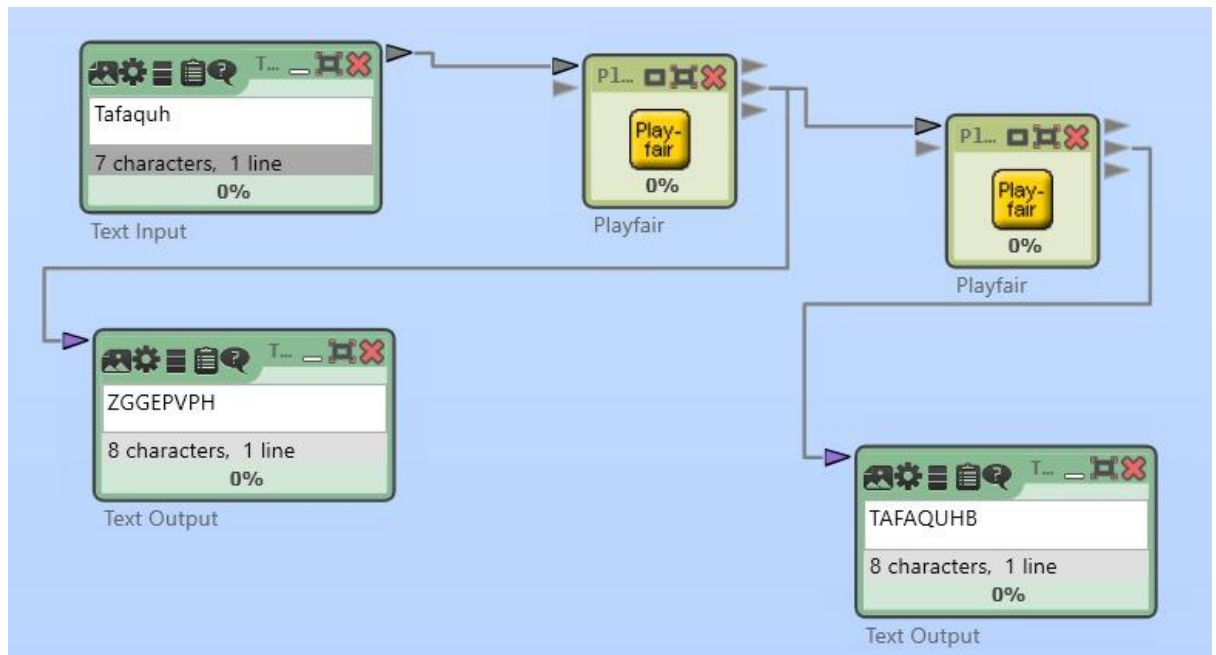 T...
Tafaquh
7 characters, 1 line
0%
Text Input
Pl...
Play-
fair
0%
Playfair
Pl...
Play-
fair
0%
Playfair
T...
ZGGEPVPH
8 characters, 1 line
0%
Text Output
T...
TAFAQUHB
8 characters, 1 line
0%
Text Output